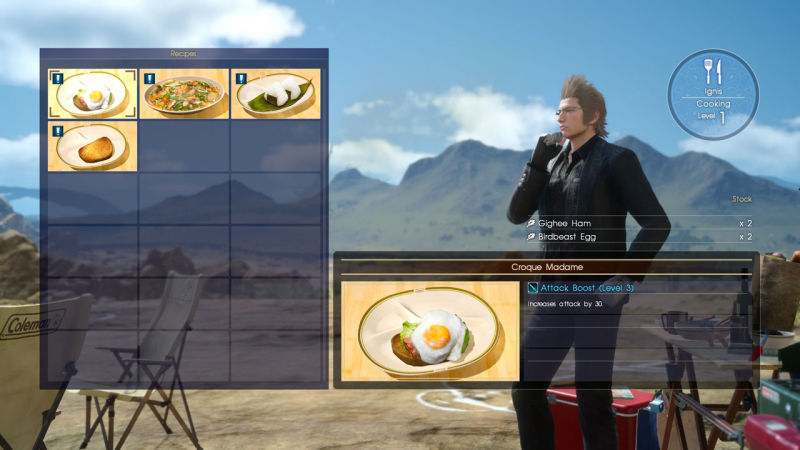 Recipes
Ignis
Cooking
Level 1
Stock
Gighee Ham x 2
Birdbeast Egg x 2
Croque Madame
Attack Boost (Level 3)
Increases attack by 30.
Coleman